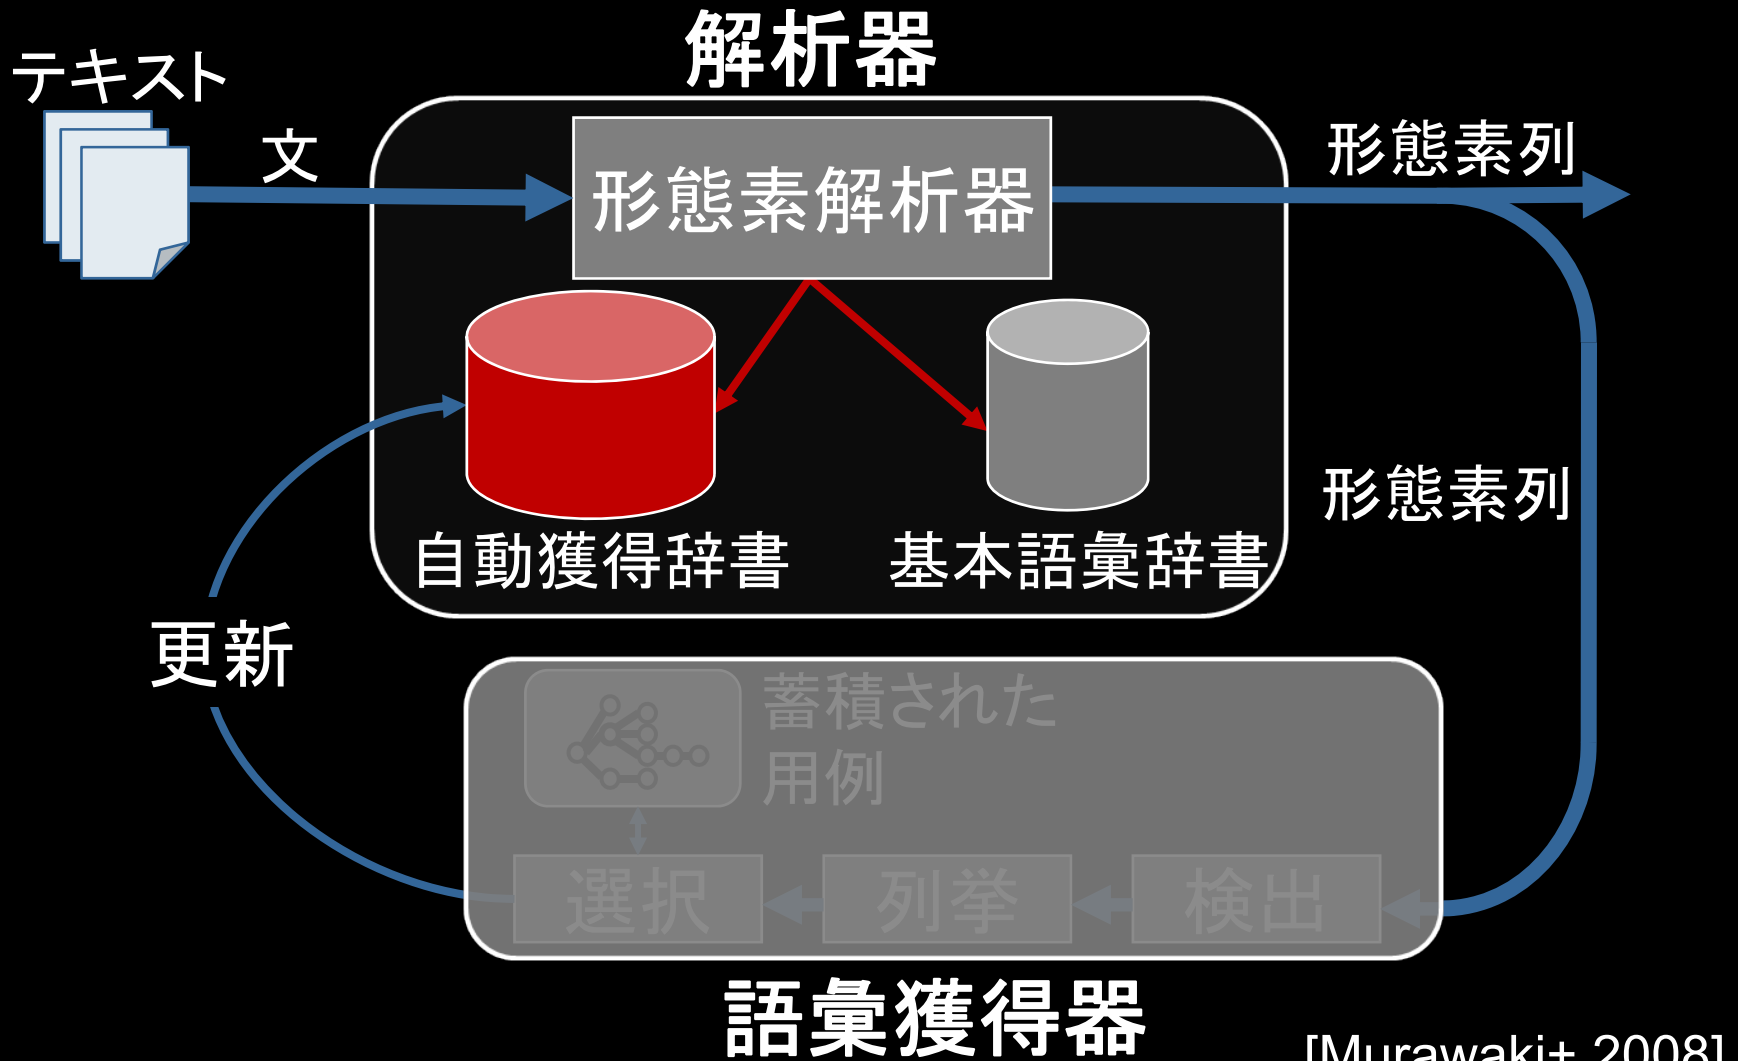 解析器
テキスト
文
形態素解析器
形態素列
自動獲得辞書
基本語彙辞書
形態素列
更新
蓄積された
用例
選択
列挙
検出
語彙獲得器
[Murawaki+ 2008]